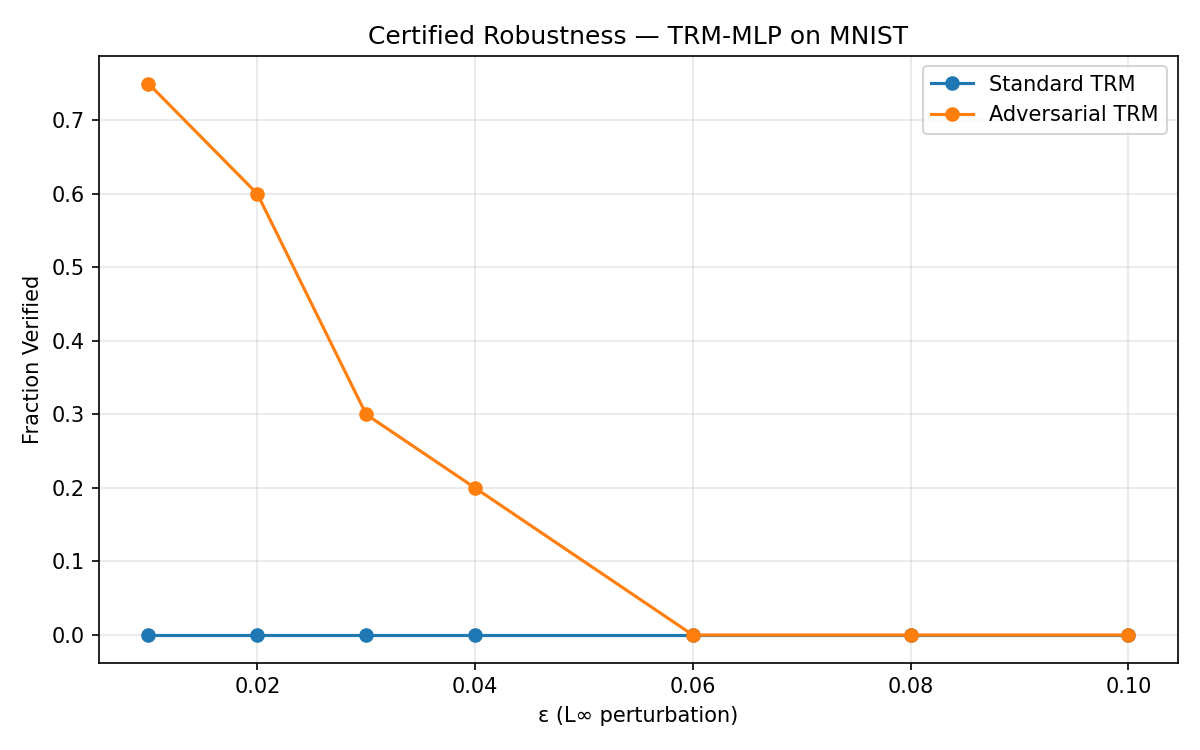 Certified Robustness — TRM-MLP on MNIST
Standard TRM
Adversarial TRM
Fraction Verified
0.7
0.6
0.5
0.4
0.3
0.2
0.1
0.0
0.02
0.04
0.06
0.08
0.10
ε (L∞ perturbation)